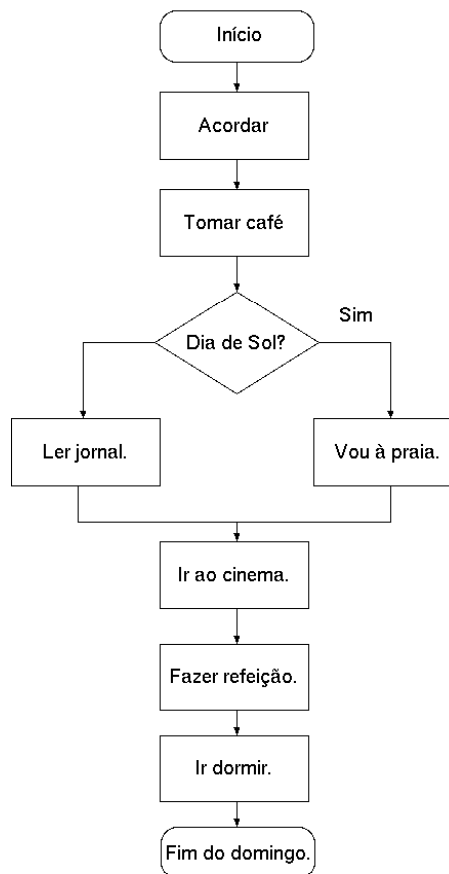 Início
Acordar
Tomar café
Sim
Dia de Sol?
Ler jornal.
Vou à praia.
Ir ao cinema.
Fazer refeição.
Ir dormir.
Fim do domingo.